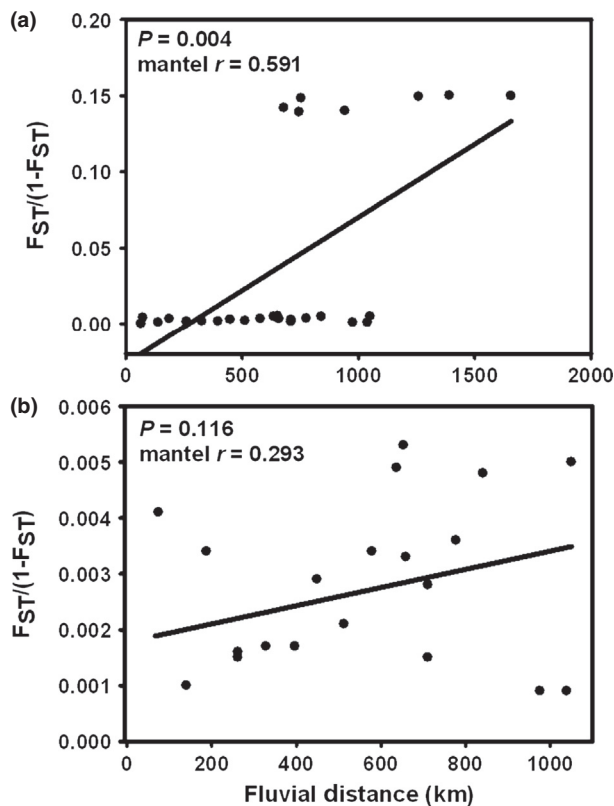 (a)
P = 0.004
mantel r = 0.591
FST/(1-FST)
0.20
0.15
0.10
0.05
0.00
0 500 1000 1500 2000
(b)
P = 0.116
mantel r = 0.293
FST/(1-FST)
0.006
0.005
0.004
0.003
0.002
0.001
0.000
0 200 400 600 800 1000
Fluvial distance (km)